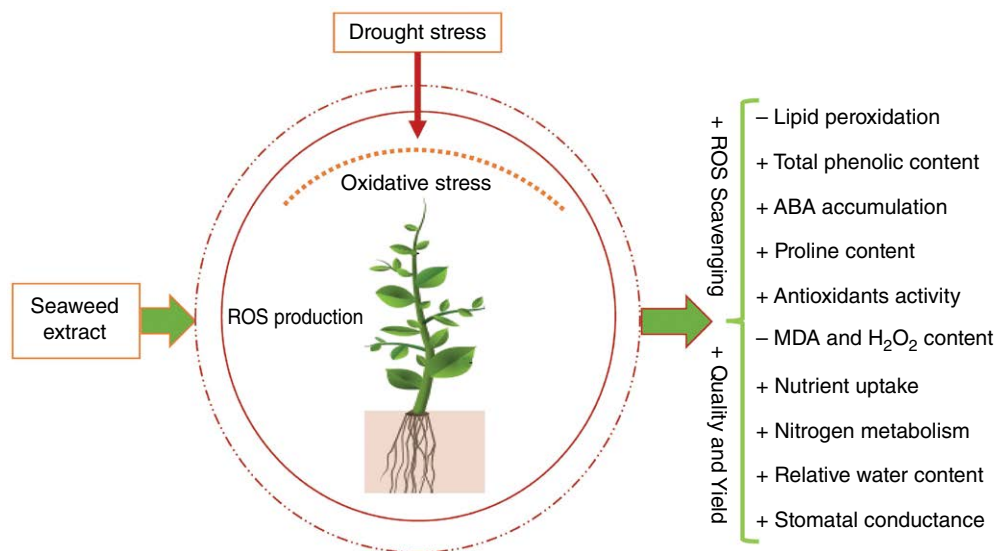 Drought stress
Oxidative stress
ROS production
Seaweed
extract
+ ROS Scavenging
+ Quality and Yield
– Lipid peroxidation
+ Total phenolic content
+ ABA accumulation
+ Proline content
+ Antioxidants activity
– MDA and H₂O₂ content
+ Nutrient uptake
+ Nitrogen metabolism
+ Relative water content
+ Stomatal conductance